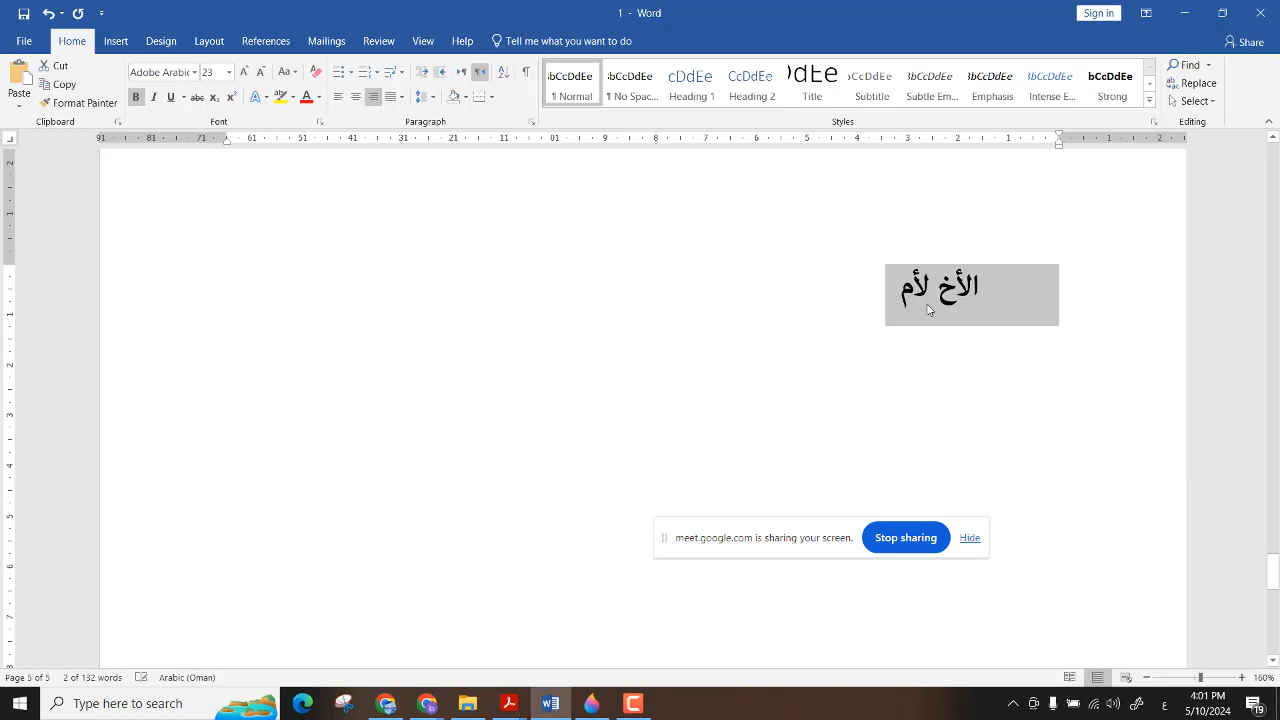 1 - Word
Sign in
File
Home
Insert
Design
Layout
References
Mailings
Review
View
Help
Tell me what you want to do
Share
Paste
Cut
Copy
Format Painter
Clipboard
Adobe Arabic
23
Font
Paragraph
¶ Normal
¶ No Spac...
Heading 1
Heading 2
Title
Subtitle
Subtle Em...
Emphasis
Intense E...
Strong
Styles
Find
Replace
Select
Editing
الأخ لأم
meet.google.com is sharing your screen.
Stop sharing
Hide
Page 5 of 5
2 of 132 words
Arabic (Oman)
160%
Type here to search
4:01 PM
5/10/2024
19